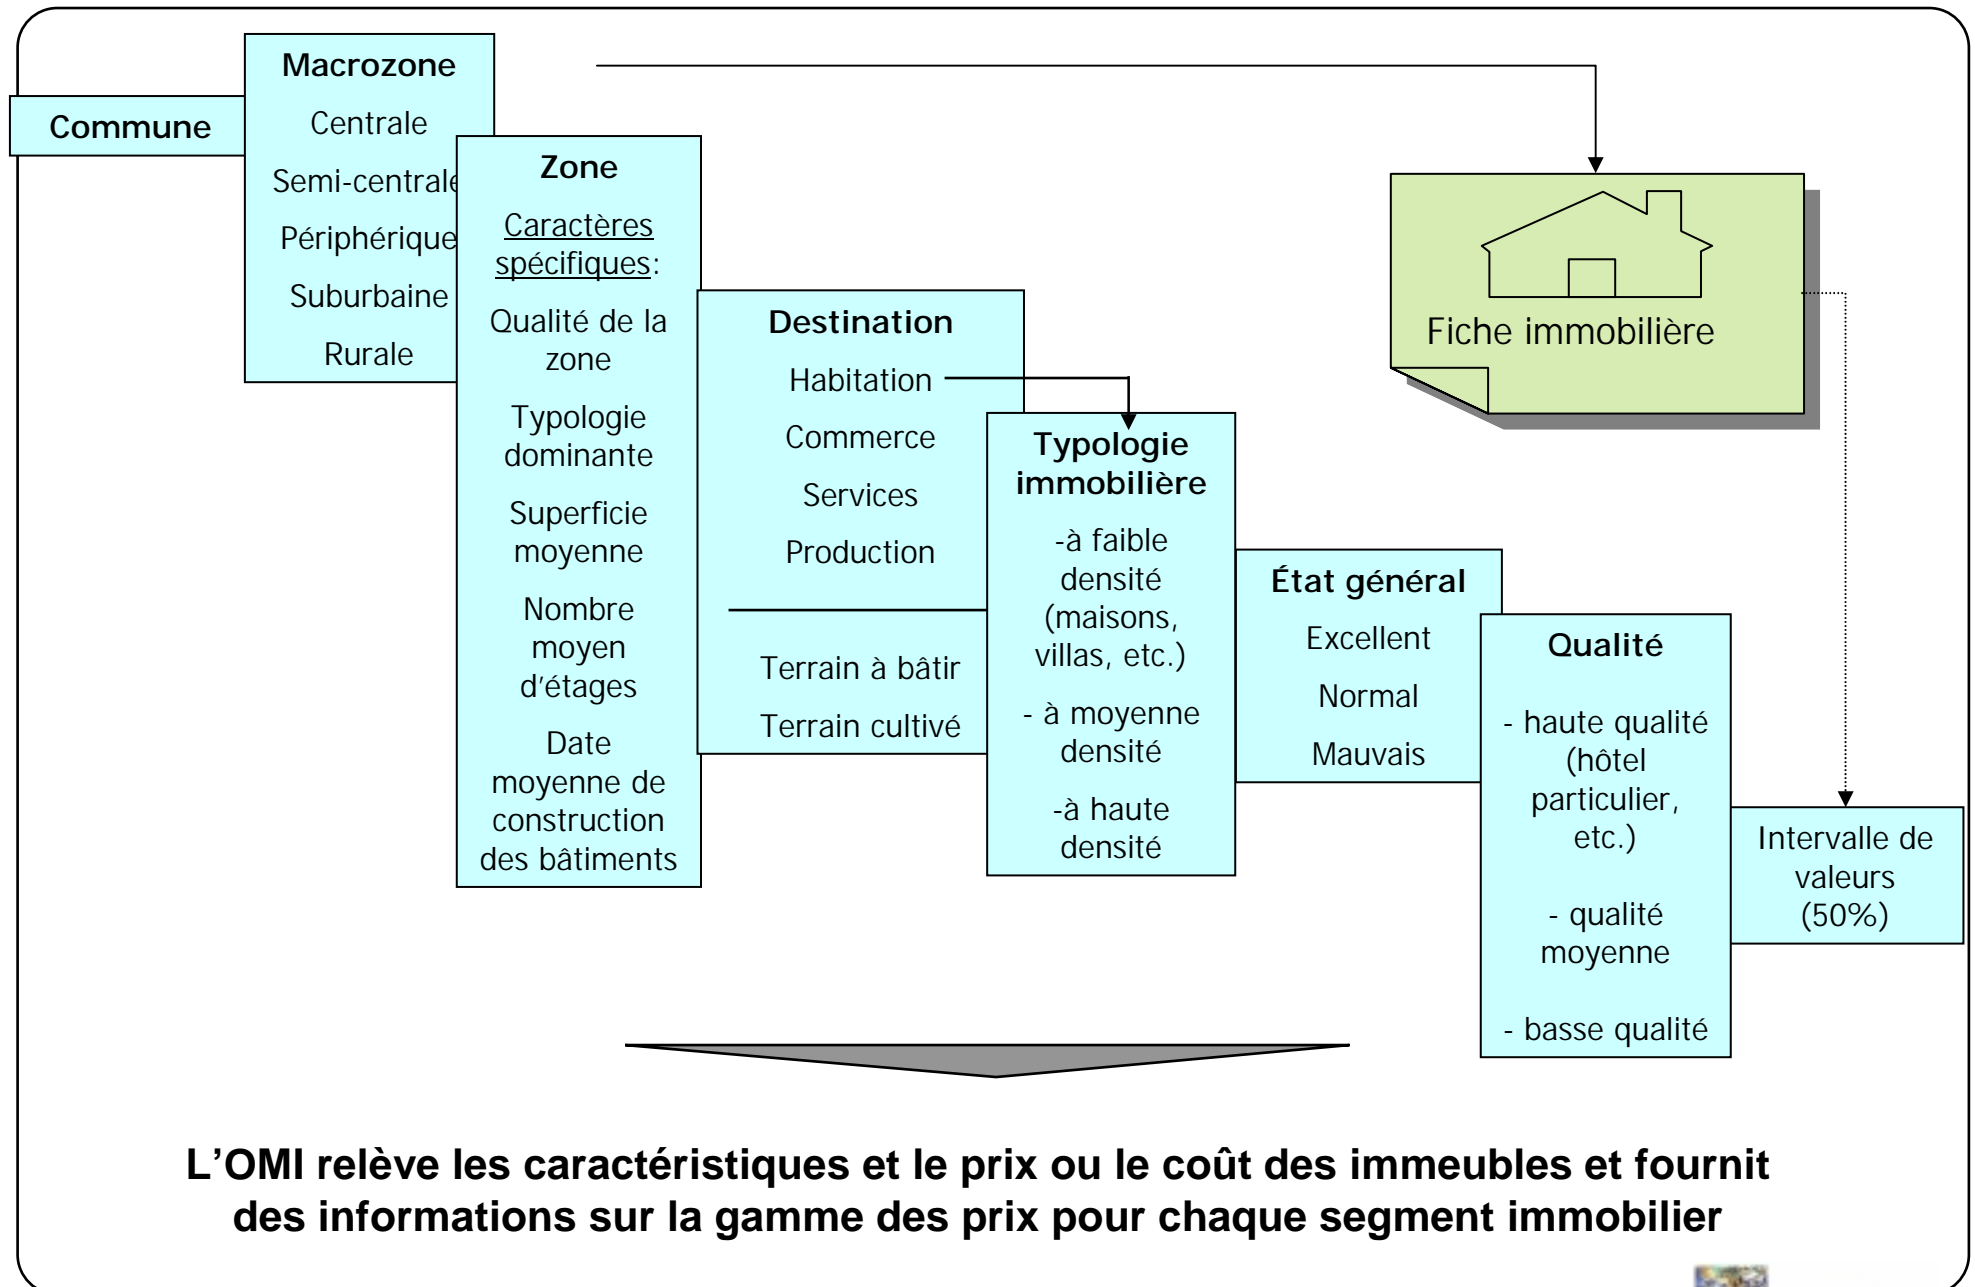 Commune
Macrozone
Centrale
Semi-centrale
Périphérique
Suburbaine
Rurale
Zone
Caractères
spécifiques:
Qualité de la
zone
Typologie
dominante
Superficie
moyenne
Nombre
moyen
d'étages
Date
moyenne de
construction
des bâtiments
Destination
Habitation
Commerce
Services
Production
Terrain à bâtir
Terrain cultivé
Typologie
immobilière
-à faible
densité
(maisons,
villas, etc.)
- à moyenne
densité
-à haute
densité
État général
Excellent
Normal
Mauvais
Qualité
- haute qualité
(hôtel
particulier,
etc.)
- qualité
moyenne
- basse qualité
Intervalle de
valeurs
(50%)
Fiche immobilière
L’OMI relève les caractéristiques et le prix ou le coût des immeubles et fournit
des informations sur la gamme des prix pour chaque segment immobilier